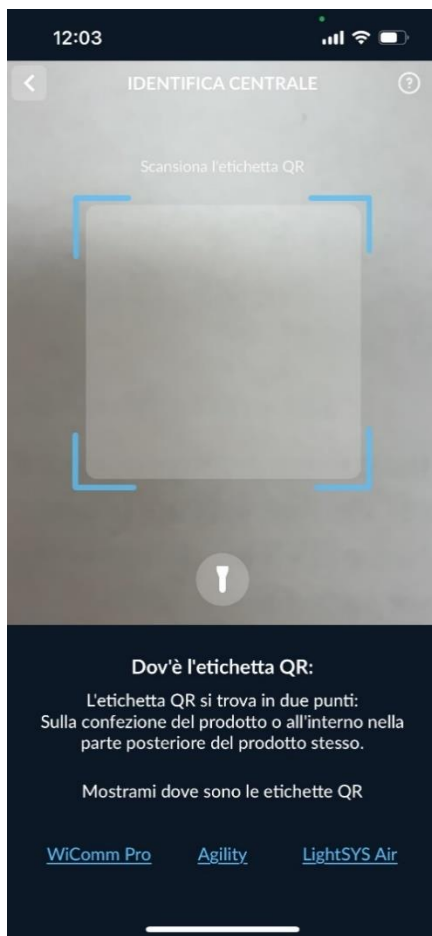 12:03
IDENTIFICA CENTRALE
?
Scansiona l'etichetta QR
Dov'è l'etichetta QR:
L'etichetta QR si trova in due punti:
Sulla confezione del prodotto o all'interno nella
parte posteriore del prodotto stesso.
Mostrami dove sono le etichette QR
WiComm Pro Agility LightSYS Air